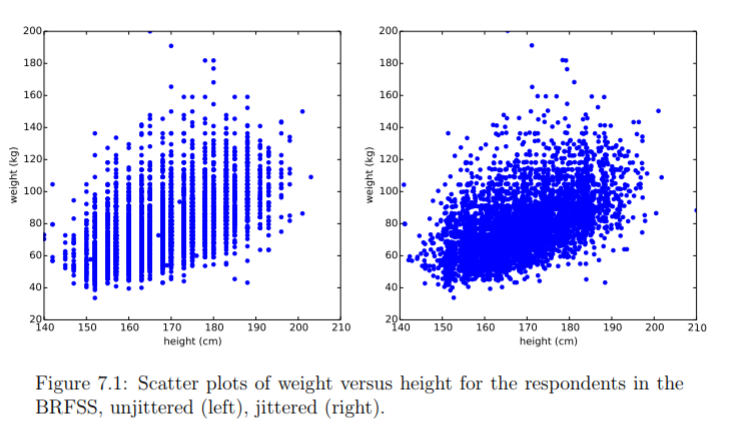 200
180
160
140
120
100
80
60
40
20
weight (kg)
140 150 160 170 180 190 200 210
height (cm)
200
180
160
140
120
100
80
60
40
20
weight (kg)
140 150 160 170 180 190 200 210
height (cm)
Figure 7.1: Scatter plots of weight versus height for the respondents in the
BRFSS, unjittered (left), jittered (right).